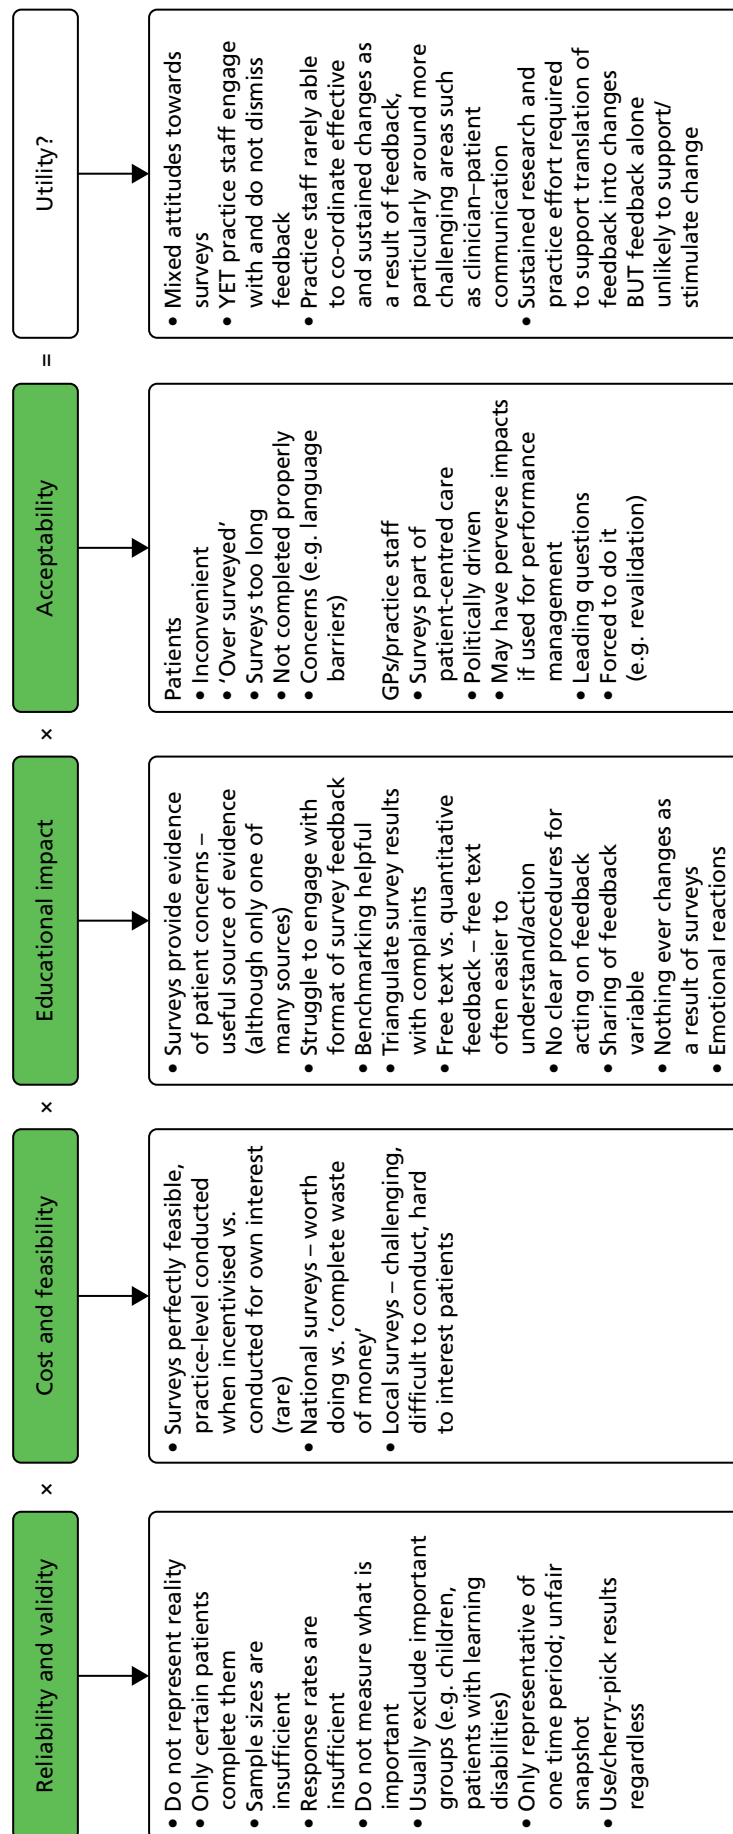 Reliability and validity
×
Cost and feasibility
×
Educational impact
×
Acceptability
=
Utility?
• Do not represent reality
• Only certain patients
complete them
• Sample sizes are
insufficient
• Response rates are
insufficient
• Do not measure what is
important
• Usually exclude important
groups (e.g. children,
patients with learning
disabilities)
• Only representative of
one time period; unfair
snapshot
• Use/cherry-pick results
regardless
• Surveys perfectly feasible,
practice-level conducted
when incentivised vs.
conducted for own interest
(rare)
• National surveys – worth
doing vs. ‘complete waste
of money’
• Local surveys – challenging,
difficult to conduct, hard
to interest patients
• Surveys provide evidence
of patient concerns –
useful source of evidence
(although only one of
many sources)
• Struggle to engage with
format of survey feedback
• Benchmarking helpful
• Triangulate survey results
with complaints
• Free text vs. quantitative
feedback – free text
often easier to
understand/action
• No clear procedures for
acting on feedback
• Sharing of feedback
variable
• Nothing ever changes as
a result of surveys
• Emotional reactions
Patients
• Inconvenient
• ‘Over surveyed’
• Surveys too long
• Not completed properly
• Concerns (e.g. language
barriers)
GPs/practice staff
• Surveys part of
patient-centred care
• Politically driven
• May have perverse impacts
if used for performance
management
• Leading questions
• Forced to do it
(e.g. revalidation)
• Mixed attitudes towards
surveys
• YET practice staff engage
with and do not dismiss
feedback
• Practice staff rarely able
to co-ordinate effective
and sustained changes as
a result of feedback,
particularly around more
challenging areas such
as clinician–patient
communication
• Sustained research and
practice effort required
to support translation of
feedback into changes
BUT feedback alone
unlikely to support/
stimulate change